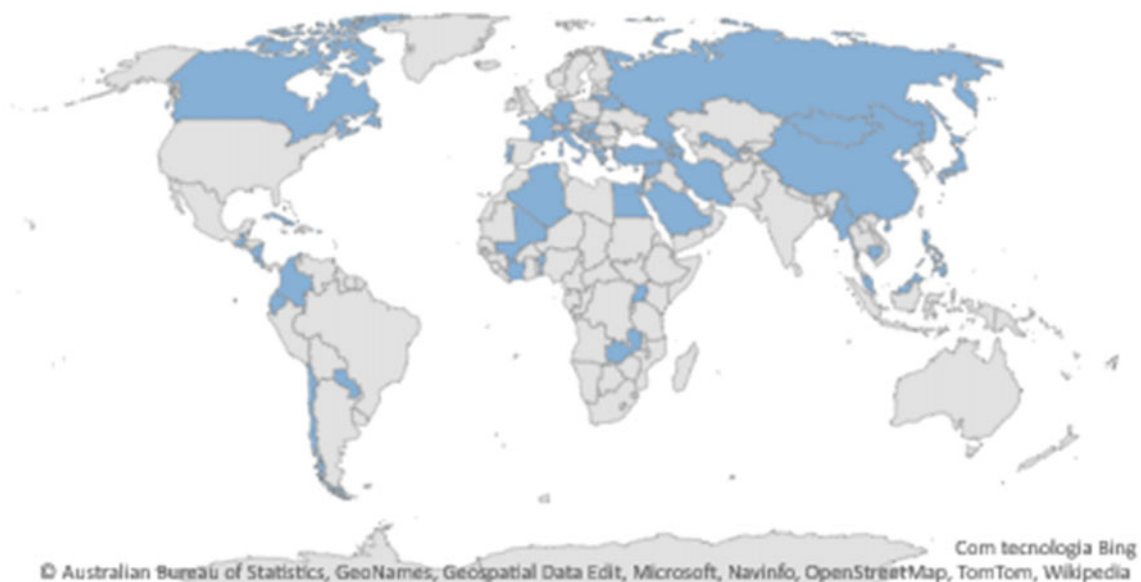 Com tecnologia Bing
© Australian Bureau of Statistics, GeoNames, Geospatial Data Edit, Microsoft, Navinfo, OpenStreetMap, TomTom, Wikipedia